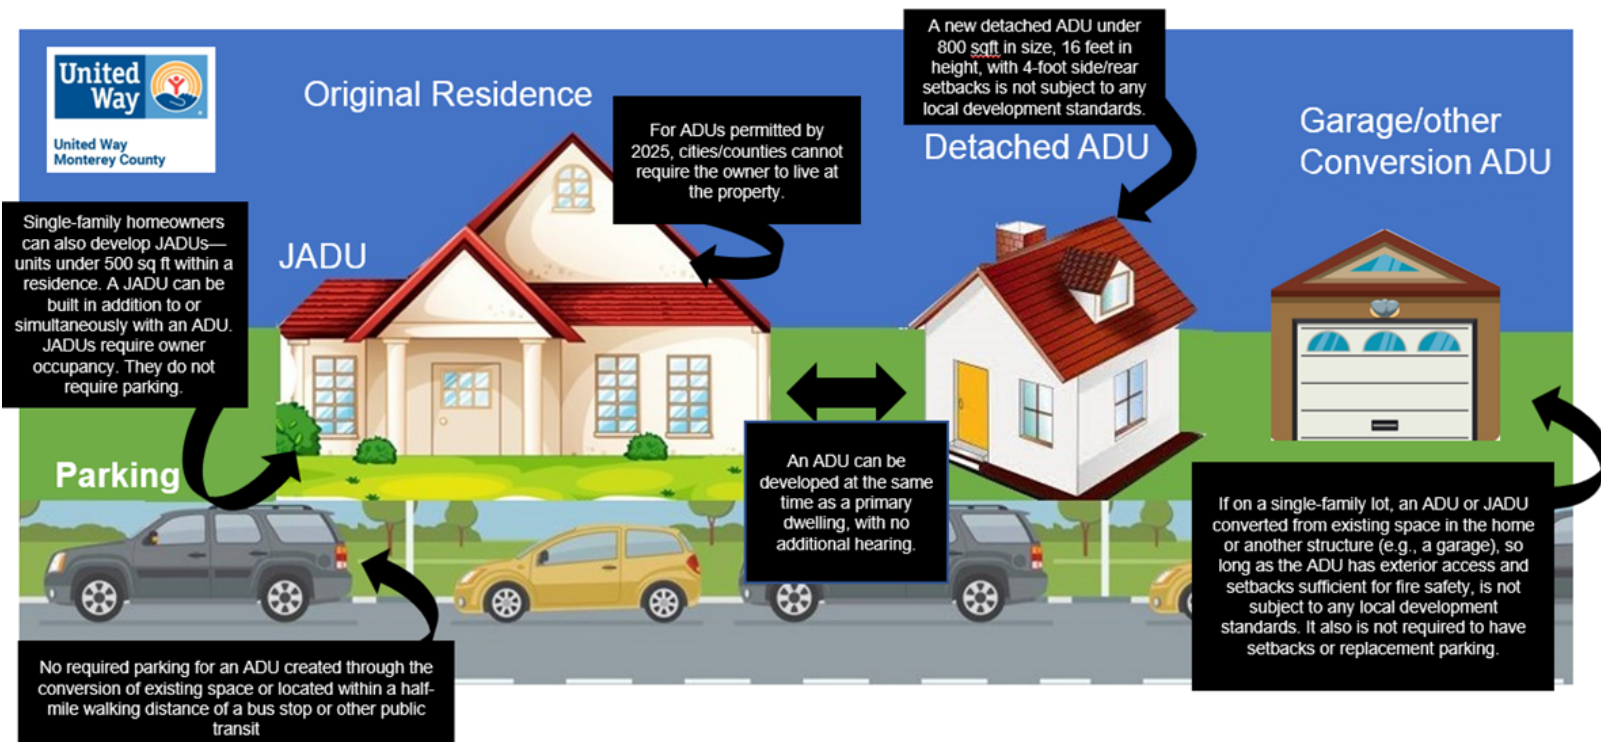 United
Way
United Way
Monterey County
Original Residence
A new detached ADU under
800 sqft in size, 16 feet in
height, with 4-foot side/rear
setbacks is not subject to any
local development standards.
For ADUs permitted by
2025, cities/counties cannot
require the owner to live at
the property.
Detached ADU
Garage/other
Conversion ADU
Single-family homeowners
can also develop JADUs—
units under 500 sq ft within a
residence. A JADU can be
built in addition to or
simultaneously with an ADU.
JADUs require owner
occupancy. They do not
require parking.
JADU
Parking
An ADU can be
developed at the same
time as a primary
dwelling, with no
additional hearing.
If on a single-family lot, an ADU or JADU
converted from existing space in the home
or another structure (e.g., a garage), so
long as the ADU has exterior access and
setbacks sufficient for fire safety, is not
subject to any local development
standards. It also is not required to have
setbacks or replacement parking.
No required parking for an ADU created through the
conversion of existing space or located within a half-
mile walking distance of a bus stop or other public
transit